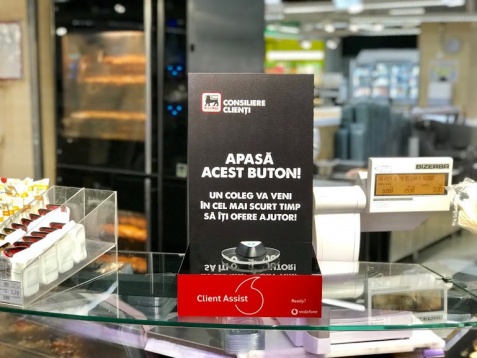 CONSILIERE
CLIENȚI
APASĂ
ACEST BUTON!
UN COLEG VA VENI
ÎN CEL MAI SCURT TIMP
SĂ ÎȚI OFERE AJUTOR!
Client Assist
Ready?
vodafone
BIZERBA